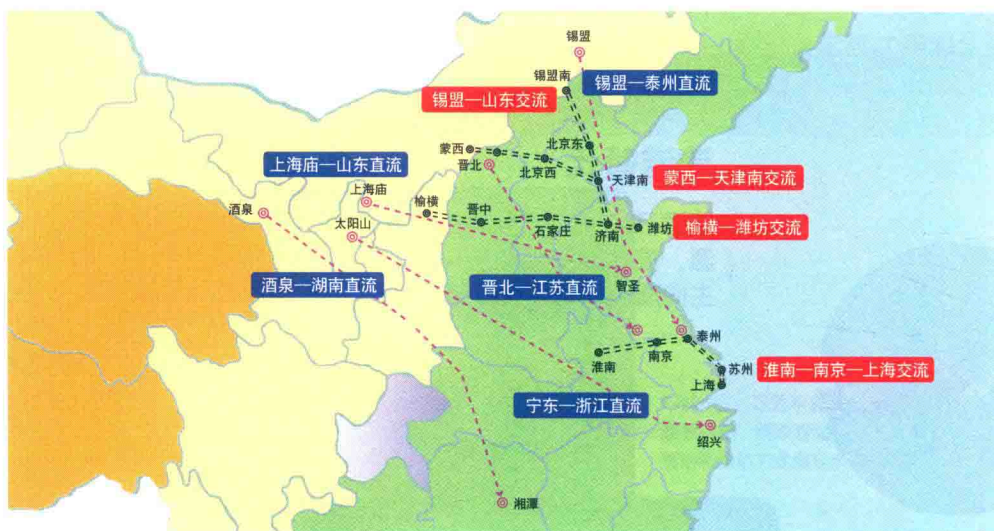 锡盟
锡盟南
锡盟—泰州直流
锡盟—山东交流
北京东
蒙西
晋北
北京西
上海庙—山东直流
天津南
蒙西—天津南交流
上海庙
榆横
酒泉
太阳山
晋中
石家庄
济南
潍坊
榆横—潍坊交流
智圣
酒泉—湖南直流
晋北—江苏直流
泰州
南京
淮南
苏州
淮南—南京—上海交流
上海
宁东—浙江直流
绍兴
湘潭